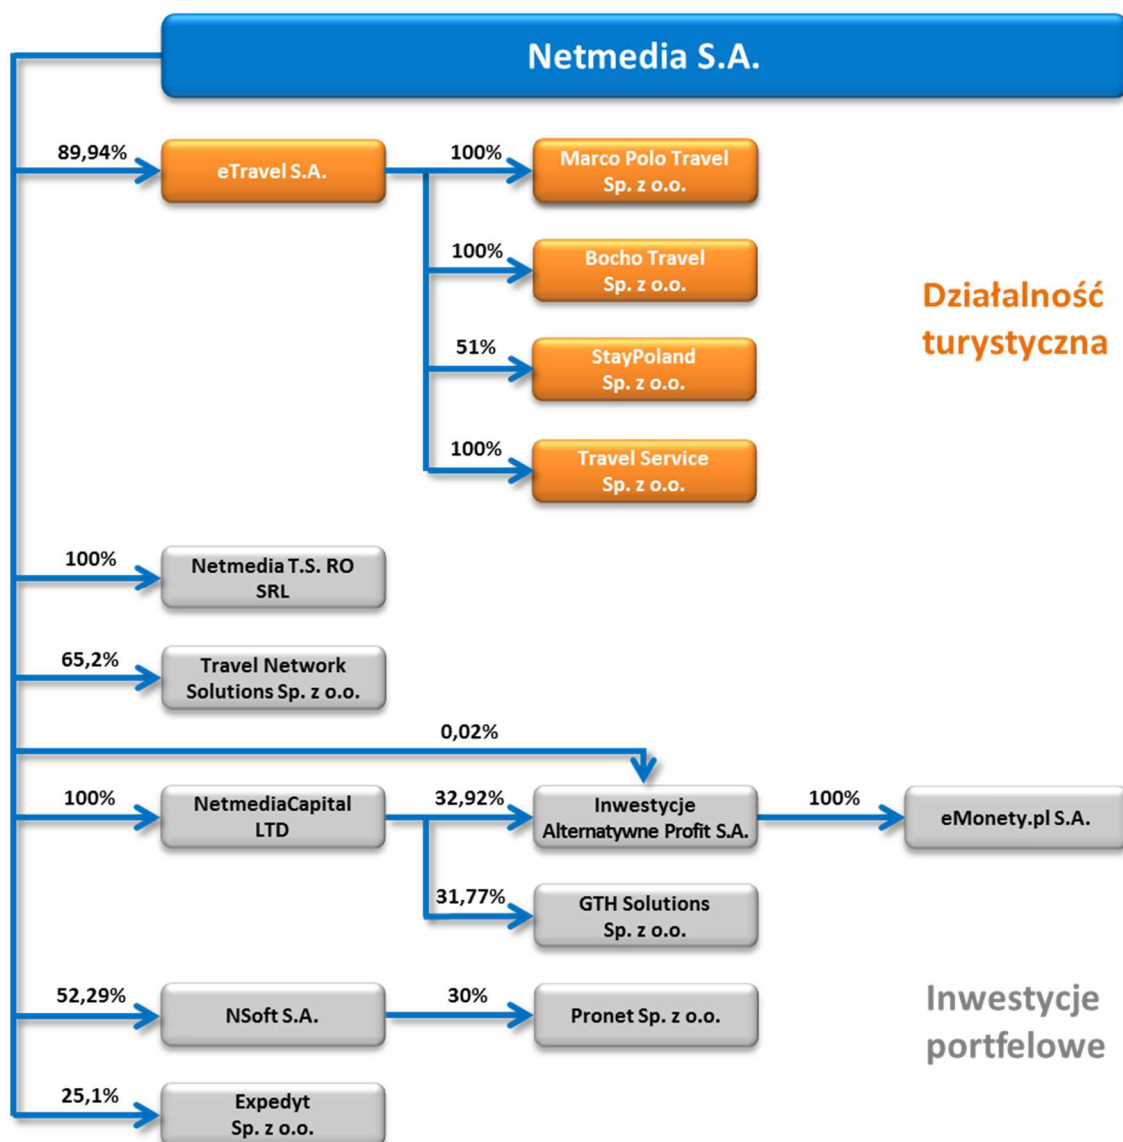 Netmedia S.A.
89,94%
eTravel S.A.
100%
Marco Polo Travel
Sp. z o.o.
100%
Bocho Travel
Sp. z o.o.
Działalność
turystyczna
51%
StayPoland
Sp. z o.o.
100%
Travel Service
Sp. z o.o.
100%
Netmedia T.S. RO
SRL
65,2%
Travel Network
Solutions Sp. z o.o.
0,02%
100%
NetmediaCapital
LTD
32,92%
Inwestycje
Alternatywne Profit S.A.
100%
eMonety.pl S.A.
31,77%
GTH Solutions
Sp. z o.o.
52,29%
NSoft S.A.
30%
Pronet Sp. z o.o.
Inwestycje
portfelowe
25,1%
Expedyt
Sp. z o.o.